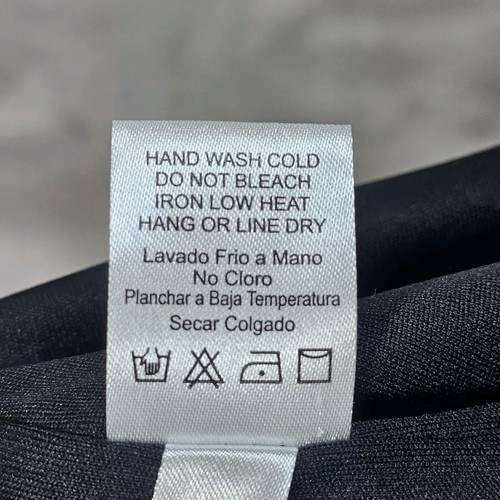 HAND WASH COLD
DO NOT BLEACH
IRON LOW HEAT
HANG OR LINE DRY
Lavado Frio a Mano
No Cloro
Planchar a Baja Temperatura
Secar Colgado